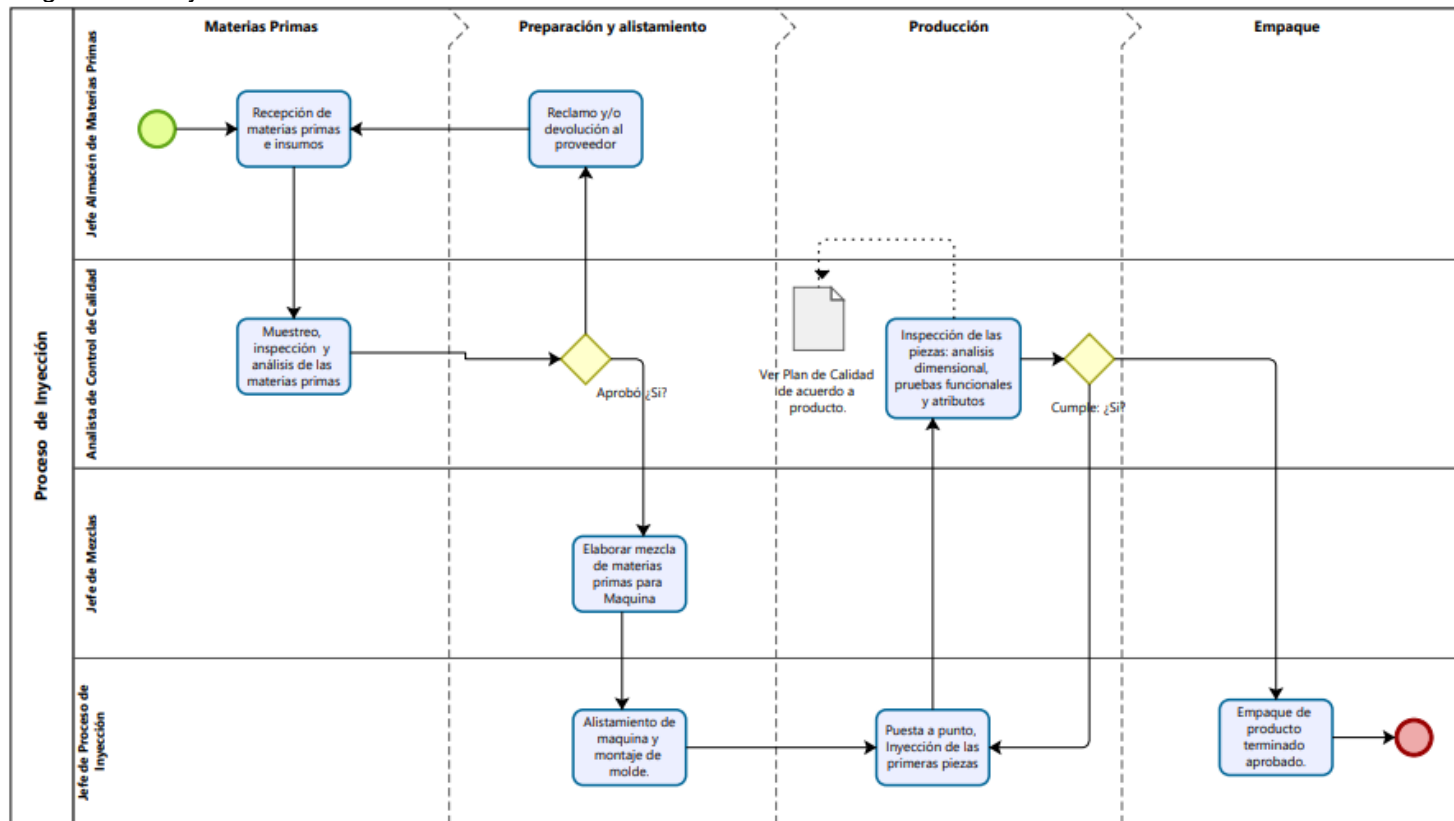 Materias Primas
Preparación y alistamiento
Producción
Empaque
Proceso de Inyección
Jefe Almacén de Materias Primas
Recepción de
materias primas
e insumos
Reclamo y/o
devolución al
proveedor
Analista de Control de Calidad
Muestreo,
inspección y
análisis de las
materias primas
Aprobó ¿Si?
Ver Plan de Calidad
de acuerdo a
producto.
Inspección de las
piezas: analisis
dimensional,
pruebas funcionales
y atributos
Cumple: ¿Si?
Jefe de Mezclas
Elaborar mezcla
de materias
primas para
Maquina
Jefe de Proceso de
Inyección
Alistamiento de
maquina y
montaje de
molde.
Puesta a punto,
Inyección de las
primeras piezas
Empaque de
producto
terminado
aprobado.